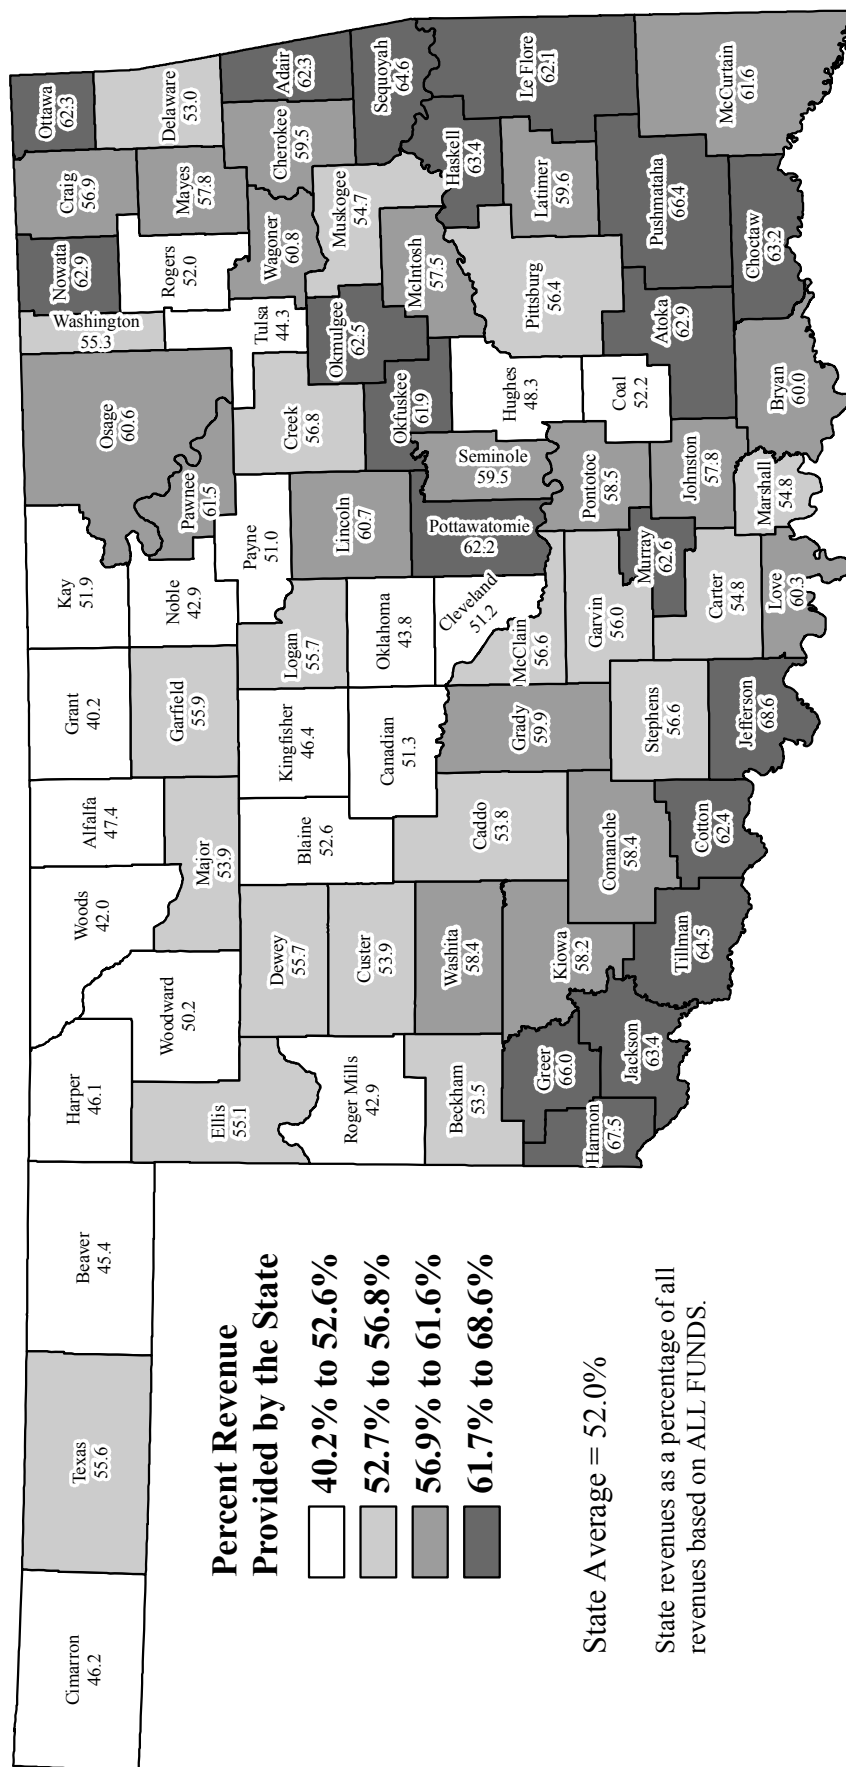 Cimarron
46.2
Texas
55.6
Beaver
45.4
Harper
46.1
Woods
42.0
Alfalfa
47.4
Grant
40.2
Kay
51.9
Osage
60.6
Washington
55.3
Nowata
62.9
Craig
56.9
Ottawa
62.3
Ellis
55.1
Woodward
50.2
Major
53.9
Garfield
55.9
Noble
42.9
Pawnee
61.5
Tulsa
44.3
Rogers
52.0
Mayes
57.8
Delaware
53.0
Roger Mills
42.9
Dewey
55.7
Custer
53.9
Blaine
52.6
Kingfisher
46.4
Logan
55.7
Payne
51.0
Creek
56.8
Wagoner
60.8
Cherokee
59.5
Adair
62.3
Canadian
51.3
Oklahoma
43.8
Lincoln
60.7
Okmulgee
62.5
Okfuskee
61.9
Muskogee
54.7
McIntosh
57.5
Sequoyah
64.6
Haskell
63.4
Beckham
53.5
Washita
58.4
Caddo
53.8
Grady
59.9
McClain
56.6
Cleveland
51.2
Pottawatomie
62.2
Seminole
59.5
Hughes
48.3
Pittsburg
56.4
Latimer
59.6
Le Flore
62.1
Greer
66.0
Harmon
67.5
Jackson
63.4
Kiowa
58.2
Comanche
58.4
Tillman
64.5
Cotton
62.4
Stephens
56.6
Jefferson
68.6
Garvin
56.0
Murray
62.6
Carter
54.8
Love
60.3
Pontotoc
58.5
Johnston
57.8
Marshall
54.8
Coal
52.2
Atoka
62.9
Bryan
60.0
Pushmataha
66.4
Choctaw
63.2
McCurtain
61.6
Percent Revenue
Provided by the State
40.2% to 52.6%
52.7% to 56.8%
56.9% to 61.6%
61.7% to 68.6%
State Average = 52.0%
State revenues as a percentage of all
revenues based on ALL FUNDS.